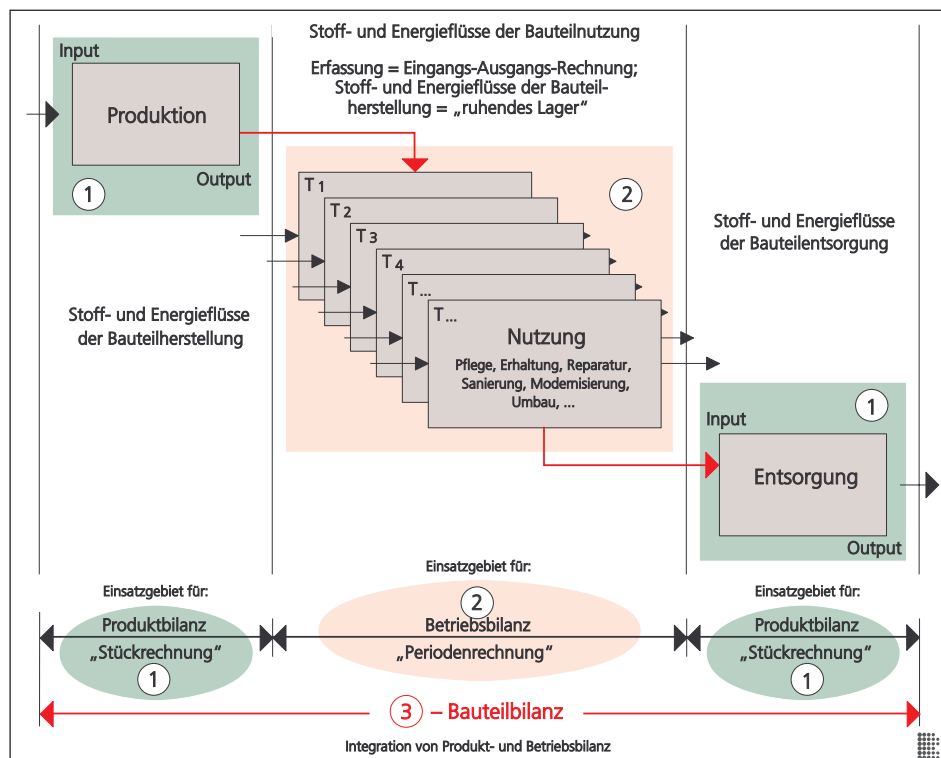 Stoff- und Energieflüsse der Bauteilnutzung
Erfassung = Eingangs-Ausgangs-Rechnung;
Stoff- und Energieflüsse der Bauteil-
herstellung = „ruhendes Lager“
Input
Produktion
Output
1
Stoff- und Energieflüsse
der Bauteilherstellung
2
T 1
T 2
T 3
T 4
T...
T...
Nutzung
Pflege, Erhaltung, Reparatur,
Sanierung, Modernisierung,
Umbau, ...
Stoff- und Energieflüsse
der Bauteilentsorgung
1
Input
Entsorgung
Output
Einsatzgebiet für:
Produktbilanz
„Stückrechnung“
1
Einsatzgebiet für:
2
Betriebsbilanz
„Periodenrechnung“
Einsatzgebiet für:
Produktbilanz
„Stückrechnung“
1
3 – Bauteilbilanz
Integration von Produkt- und Betriebsbilanz